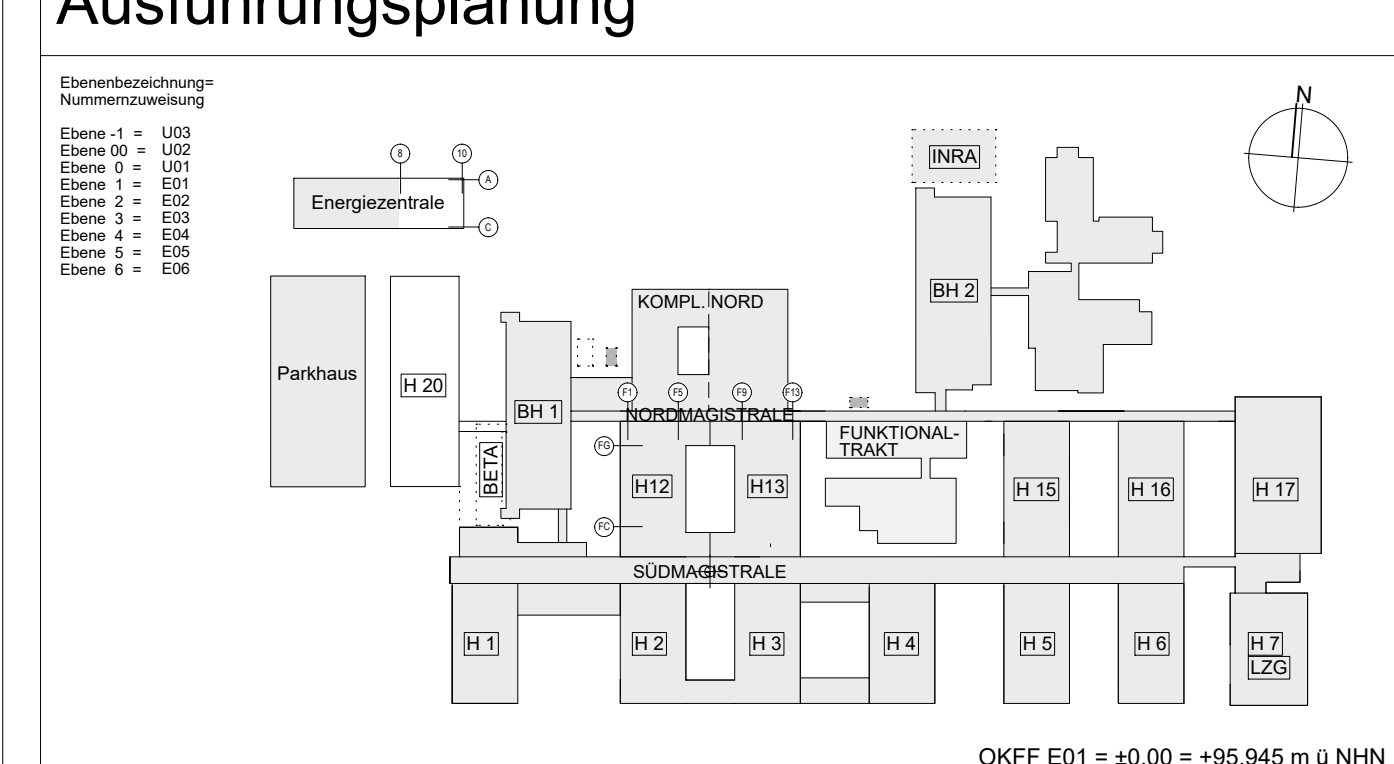 Ausführungsplanung
Ebenenbezeichnung=
Nummernzuweisung
Ebene -1 = U03
Ebene 00 = U02
Ebene 0 = U01
Ebene 1 = E01
Ebene 2 = E02
Ebene 3 = E03
Ebene 4 = E04
Ebene 5 = E05
Ebene 6 = E06
N
8
10
A
Energiezentrale
C
INRA
BH 2
KOMPL. NORD
Parkhaus
H 20
BH 1
F1
F5
F9
F13
NORDMAGISTRALE
FUNKTIONAL-
TRAKT
FG
BETA
H12
H13
H 15
H 16
H 17
FC
SÜDMAGISTRALE
H 1
H 2
H 3
H 4
H 5
H 6
H 7
LZG
OKFF E01 = ±0.00 = +95.945 m ü NHN